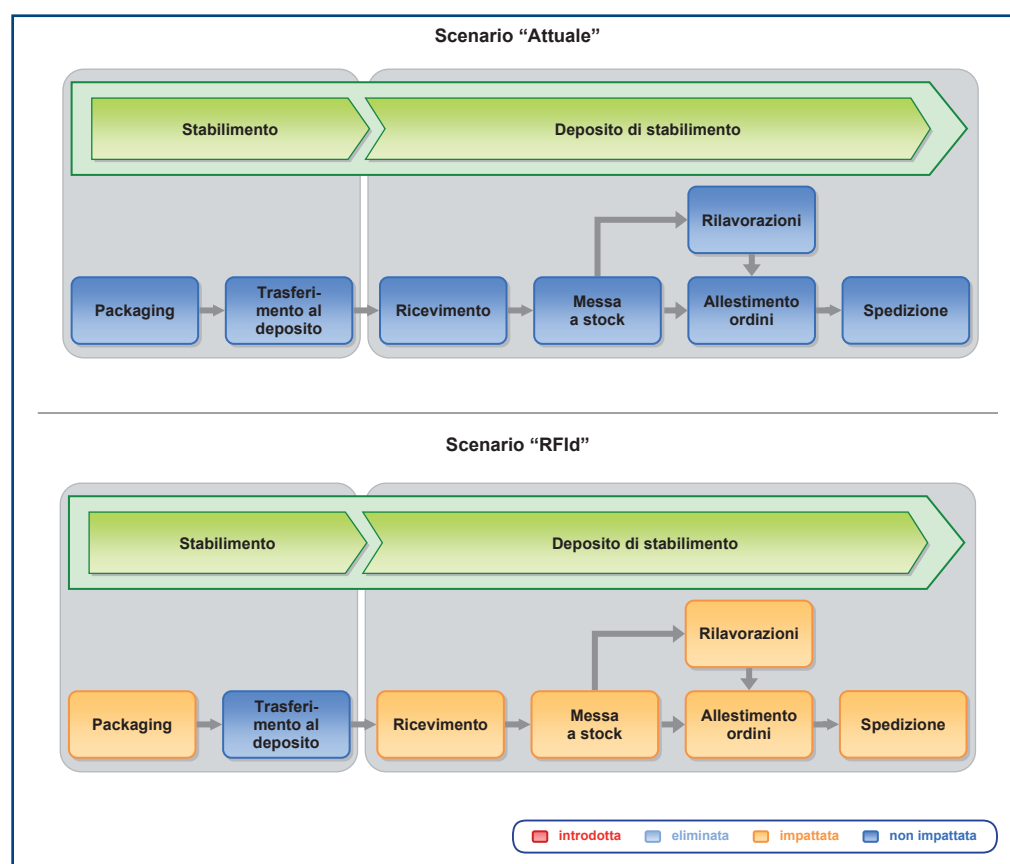 Scenario “Attuale”
Stabilimento
Deposito di stabilimento
Rilavorazioni
Packaging
Trasferi-
mento al
deposito
Ricevimento
Messa
a stock
Allestimento
ordini
Spedizione
Scenario “RFId”
Stabilimento
Deposito di stabilimento
Rilavorazioni
Packaging
Trasferi-
mento al
deposito
Ricevimento
Messa
a stock
Allestimento
ordini
Spedizione
introdotta
eliminata
impattata
non impattata